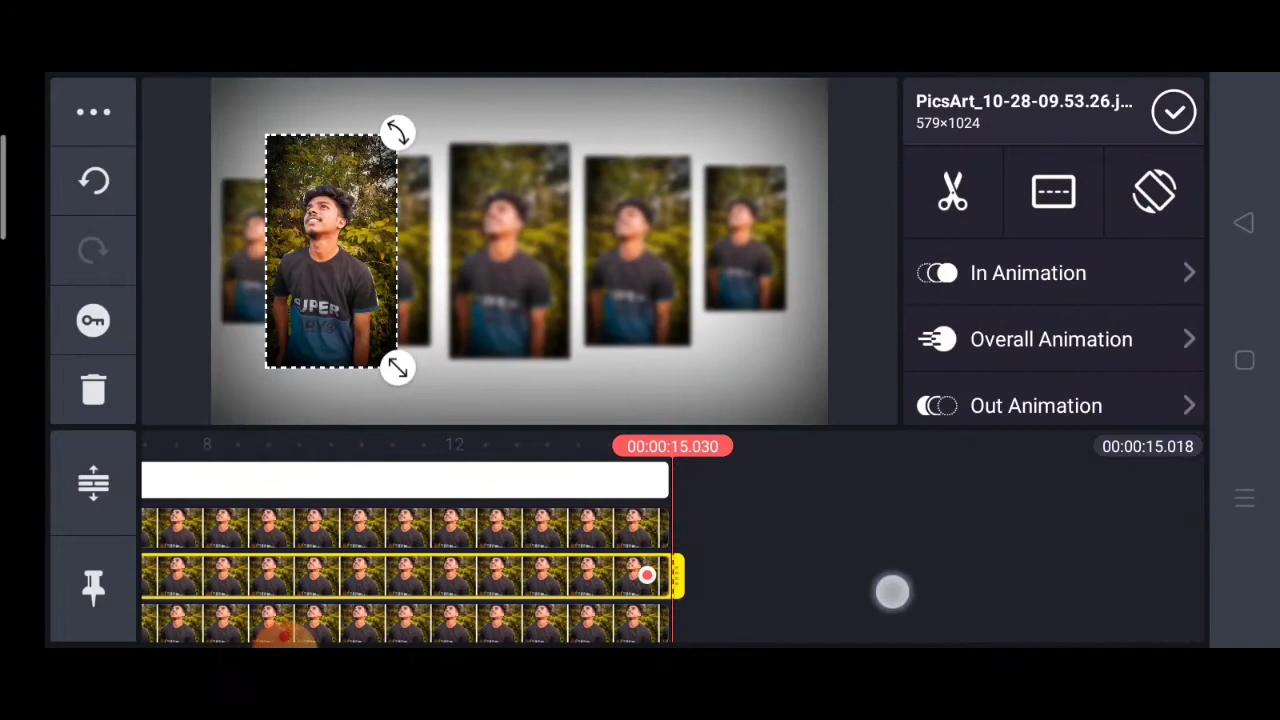 PicsArt_10-28-09.53.26.j...
579×1024
In Animation
Overall Animation
Out Animation
8
12
00:00:15.030
00:00:15.018
SUPER